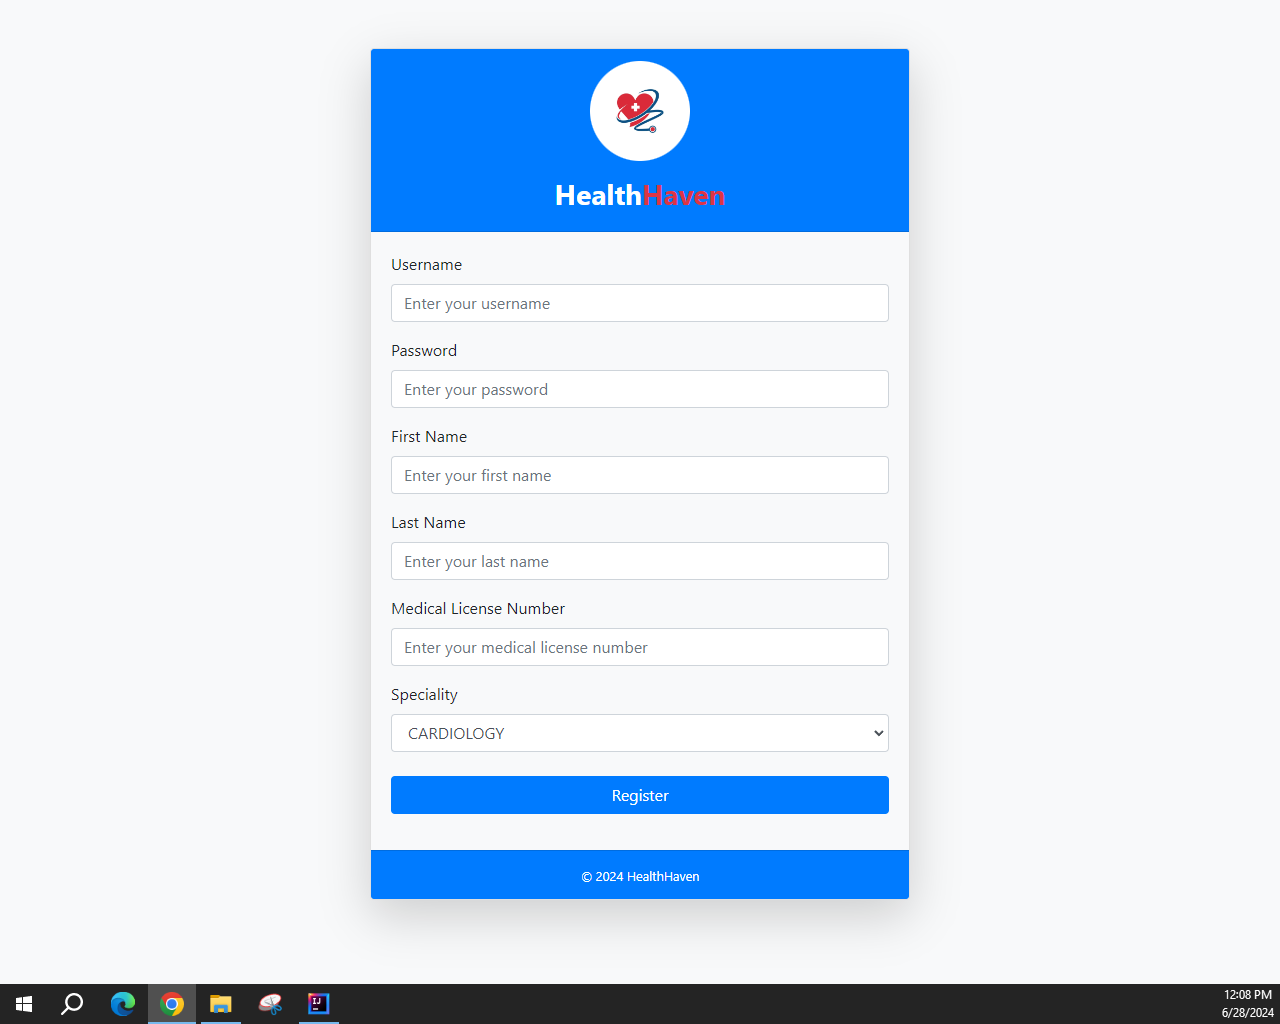 HealthHaven
Username
Enter your username
Password
Enter your password
First Name
Enter your first name
Last Name
Enter your last name
Medical License Number
Enter your medical license number
Speciality
CARDIOLOGY
Register
© 2024 HealthHaven
IJ
12:08 PM
6/28/2024